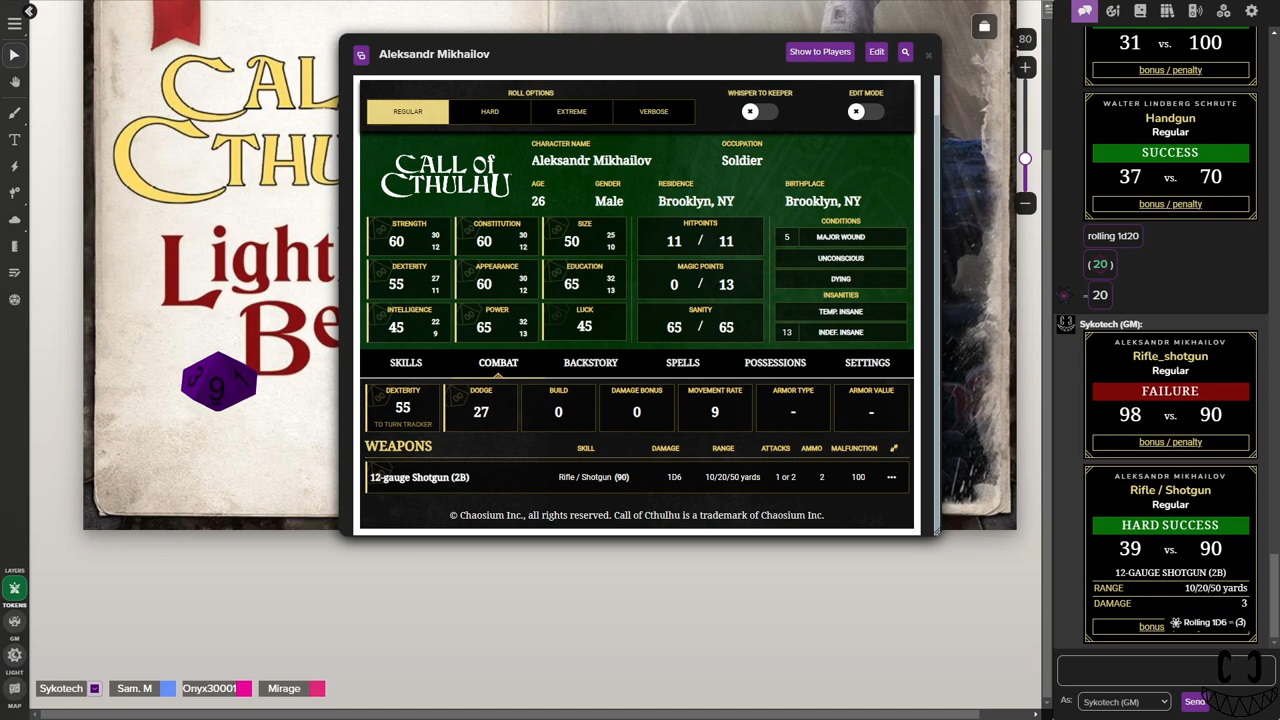 CALL
CTHU
Light
Be
3 9 1
Aleksandr Mikhailov
Show to Players
Edit
80
ROLL OPTIONS
REGULAR HARD EXTREME VERBOSE
WHISPER TO KEEPER
EDIT MODE
CALL of CTHULHU
CHARACTER NAME
Aleksandr Mikhailov
OCCUPATION
Soldier
AGE
26
GENDER
Male
RESIDENCE
Brooklyn, NY
BIRTHPLACE
Brooklyn, NY
STRENGTH
60 30 12
CONSTITUTION
60 30 12
SIZE
50 25 10
HITPOINTS
11 / 11
CONDITIONS
5 MAJOR WOUND
UNCONSCIOUS
DYING
DEXTERITY
55 27 11
APPEARANCE
60 30 12
EDUCATION
65 32 13
MAGIC POINTS
0 / 13
INSANITIES
TEMP. INSANE
13 INDEF. INSANE
INTELLIGENCE
45 22 9
POWER
65 32 13
LUCK
45
SANITY
65 / 65
SKILLS COMBAT BACKSTORY SPELLS POSSESSIONS SETTINGS
DEXTERITY
55
TO TURN TRACKER
DODGE
27
BUILD
0
DAMAGE BONUS
0
MOVEMENT RATE
9
ARMOR TYPE
-
ARMOR VALUE
-
WEAPONS SKILL DAMAGE RANGE ATTACKS AMMO MALFUNCTION
12-gauge Shotgun (2B) Rifle / Shotgun (90) 1D6 10/20/50 yards 1 or 2 2 100 •••
© Chaosium Inc., all rights reserved. Call of Cthulhu is a trademark of Chaosium Inc.
LAYERS
TOKENS
GM
LIGHT
MAP
Sykotech
Sam. M
Onyx30001
Mirage
31 vs. 100
bonus / penalty
WALTER LINDBERG SCHRUTE
Handgun
Regular
SUCCESS
37 vs. 70
bonus / penalty
rolling 1d20
(20)
= 20
Sykotech (GM):
ALEKSANDR MIKHAILOV
Rifle_shotgun
Regular
FAILURE
98 vs. 90
bonus / penalty
ALEKSANDR MIKHAILOV
Rifle / Shotgun
Regular
HARD SUCCESS
39 vs. 90
12-GAUGE SHOTGUN (2B)
RANGE 10/20/50 yards
DAMAGE 3
bonus
Rolling 1D6 = (3)
As: Sykotech (GM) Send